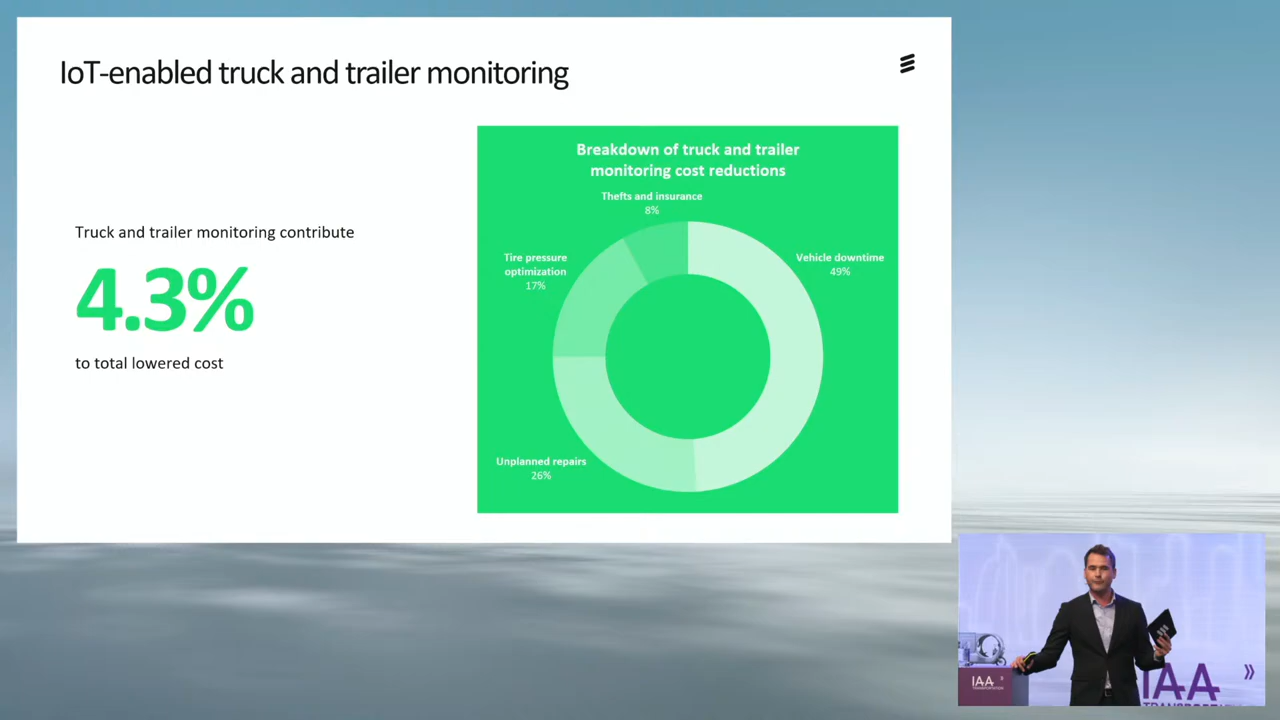 IoT-enabled truck and trailer monitoring
Truck and trailer monitoring contribute
4.3%
to total lowered cost
Breakdown of truck and trailer
monitoring cost reductions
Thefts and insurance
8%
Tire pressure
optimization
17%
Vehicle downtime
49%
Unplanned repairs
26%
IAA
TRANSPORTATION
IAA